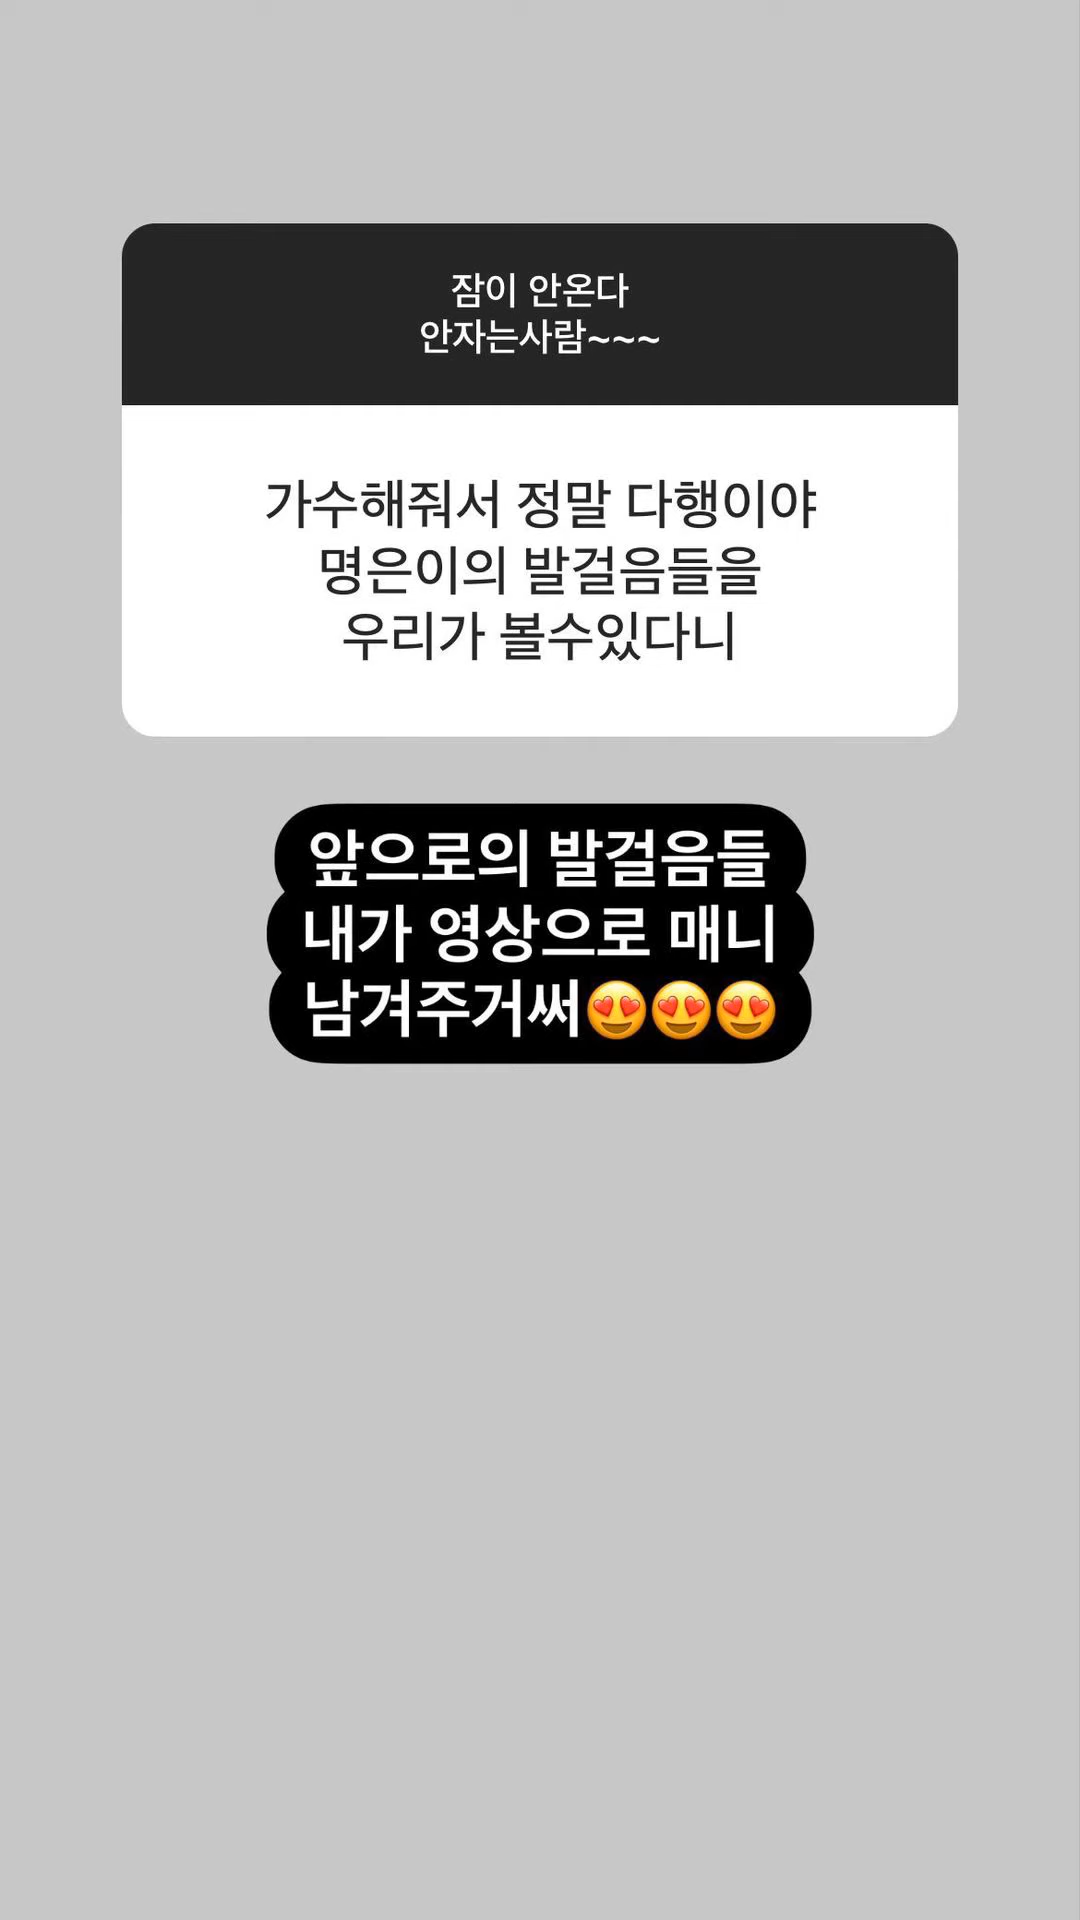 잠이 안온다
안자는사람~~~
가수해줘서 정말 다행이야
명은이의 발걸음들을
우리가 볼수있다니
앞으로의 발걸음들
내가 영상으로 매니
남겨주거써😍😍😍